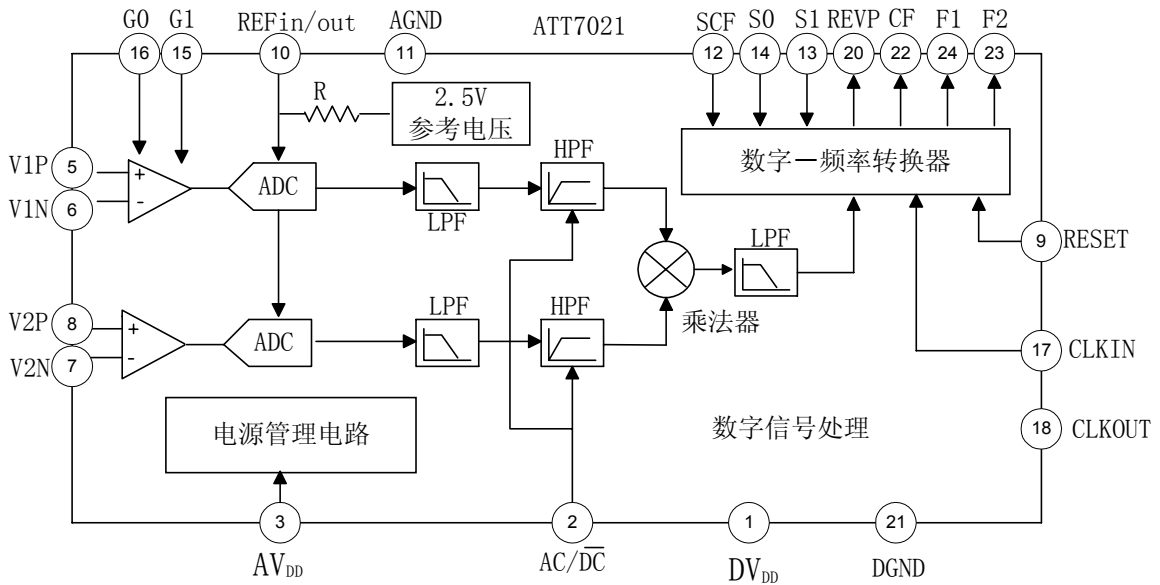 G0 G1 REFin/out AGND ATT7021 SCF S0 S1 REVP CF F1 F2
16 15 10 11 12 14 13 20 22 24 23
R
2.5V
参考电压
数字—频率转换器
V1P 5
+
-
V1N 6
ADC
LPF
HPF
9 RESET
LPF
乘法器
V2P 8
+
-
V2N 7
ADC
LPF
HPF
17 CLKIN
电源管理电路
数字信号处理
18 CLKOUT
3 2 1 21
AV_DD AC/D̅C̅ DV_DD DGND